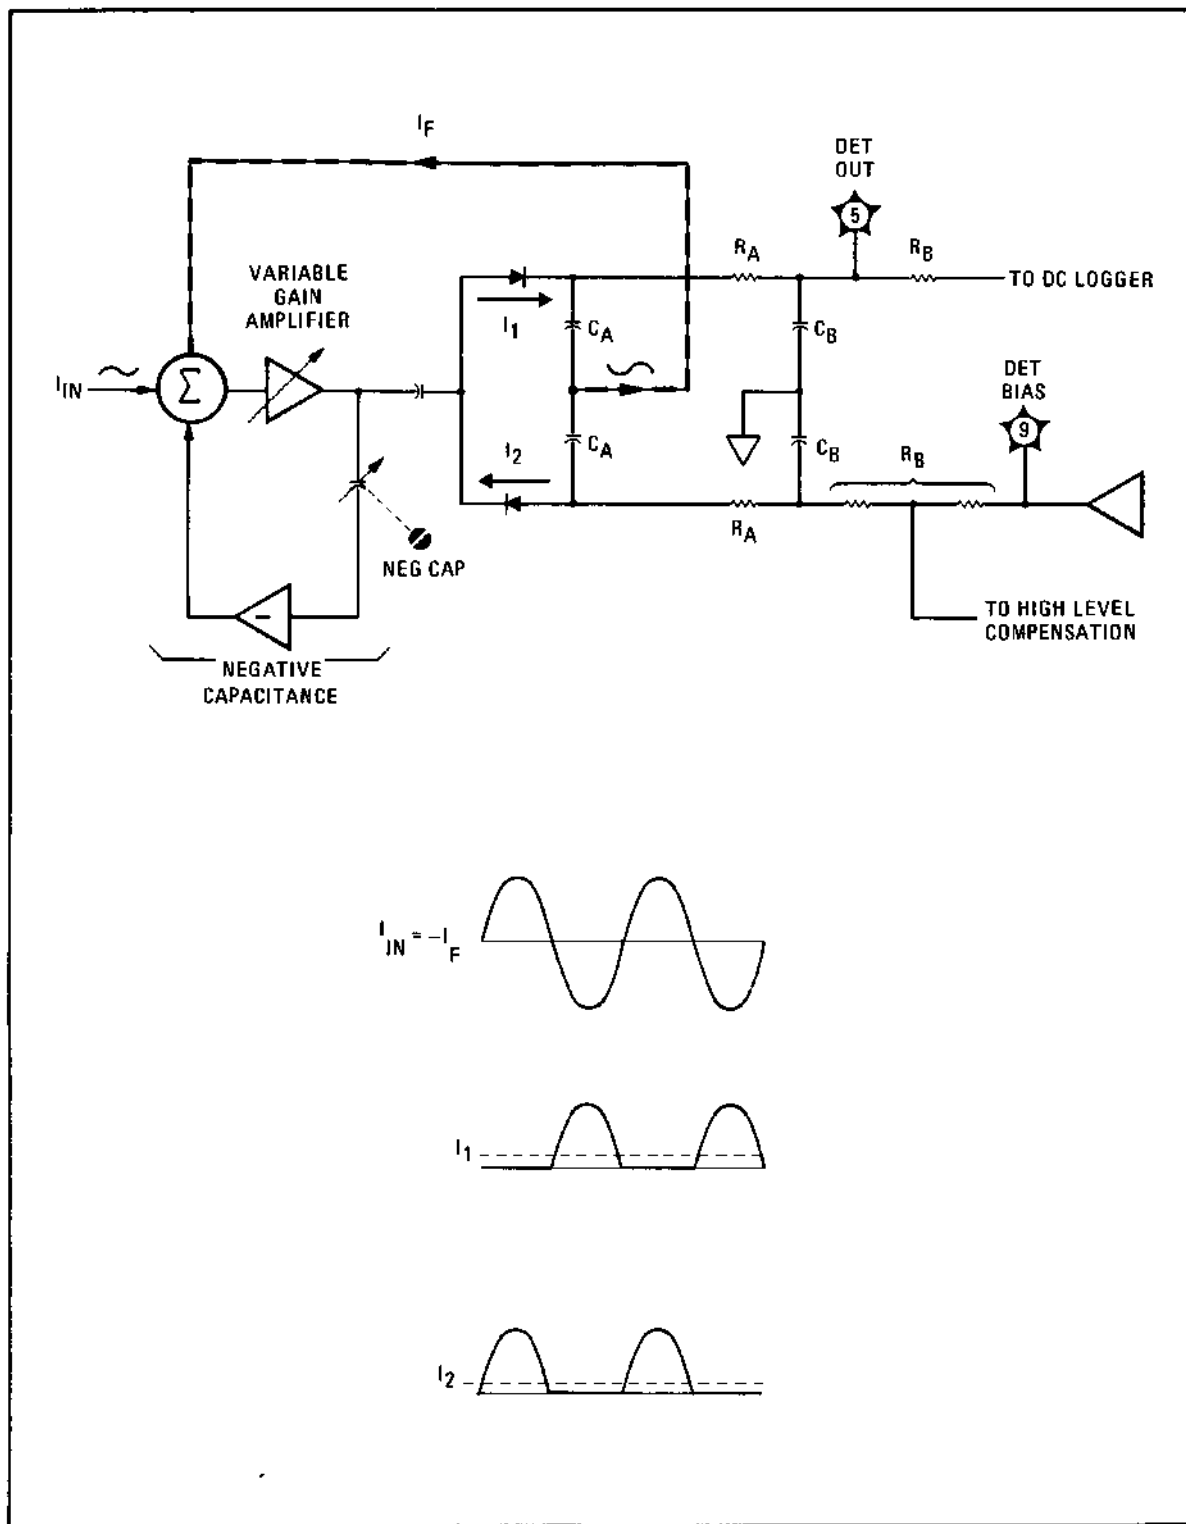 I_F
DET
OUT
5
R_A
R_B
TO DC LOGGER
VARIABLE
GAIN
AMPLIFIER
I_1
C_A
C_B
I_IN
Σ
DET
BIAS
9
I_2
C_A
C_B
R_B
R_A
NEG CAP
–
TO HIGH LEVEL
COMPENSATION
NEGATIVE
CAPACITANCE
I_IN = –I_F
I_1
I_2